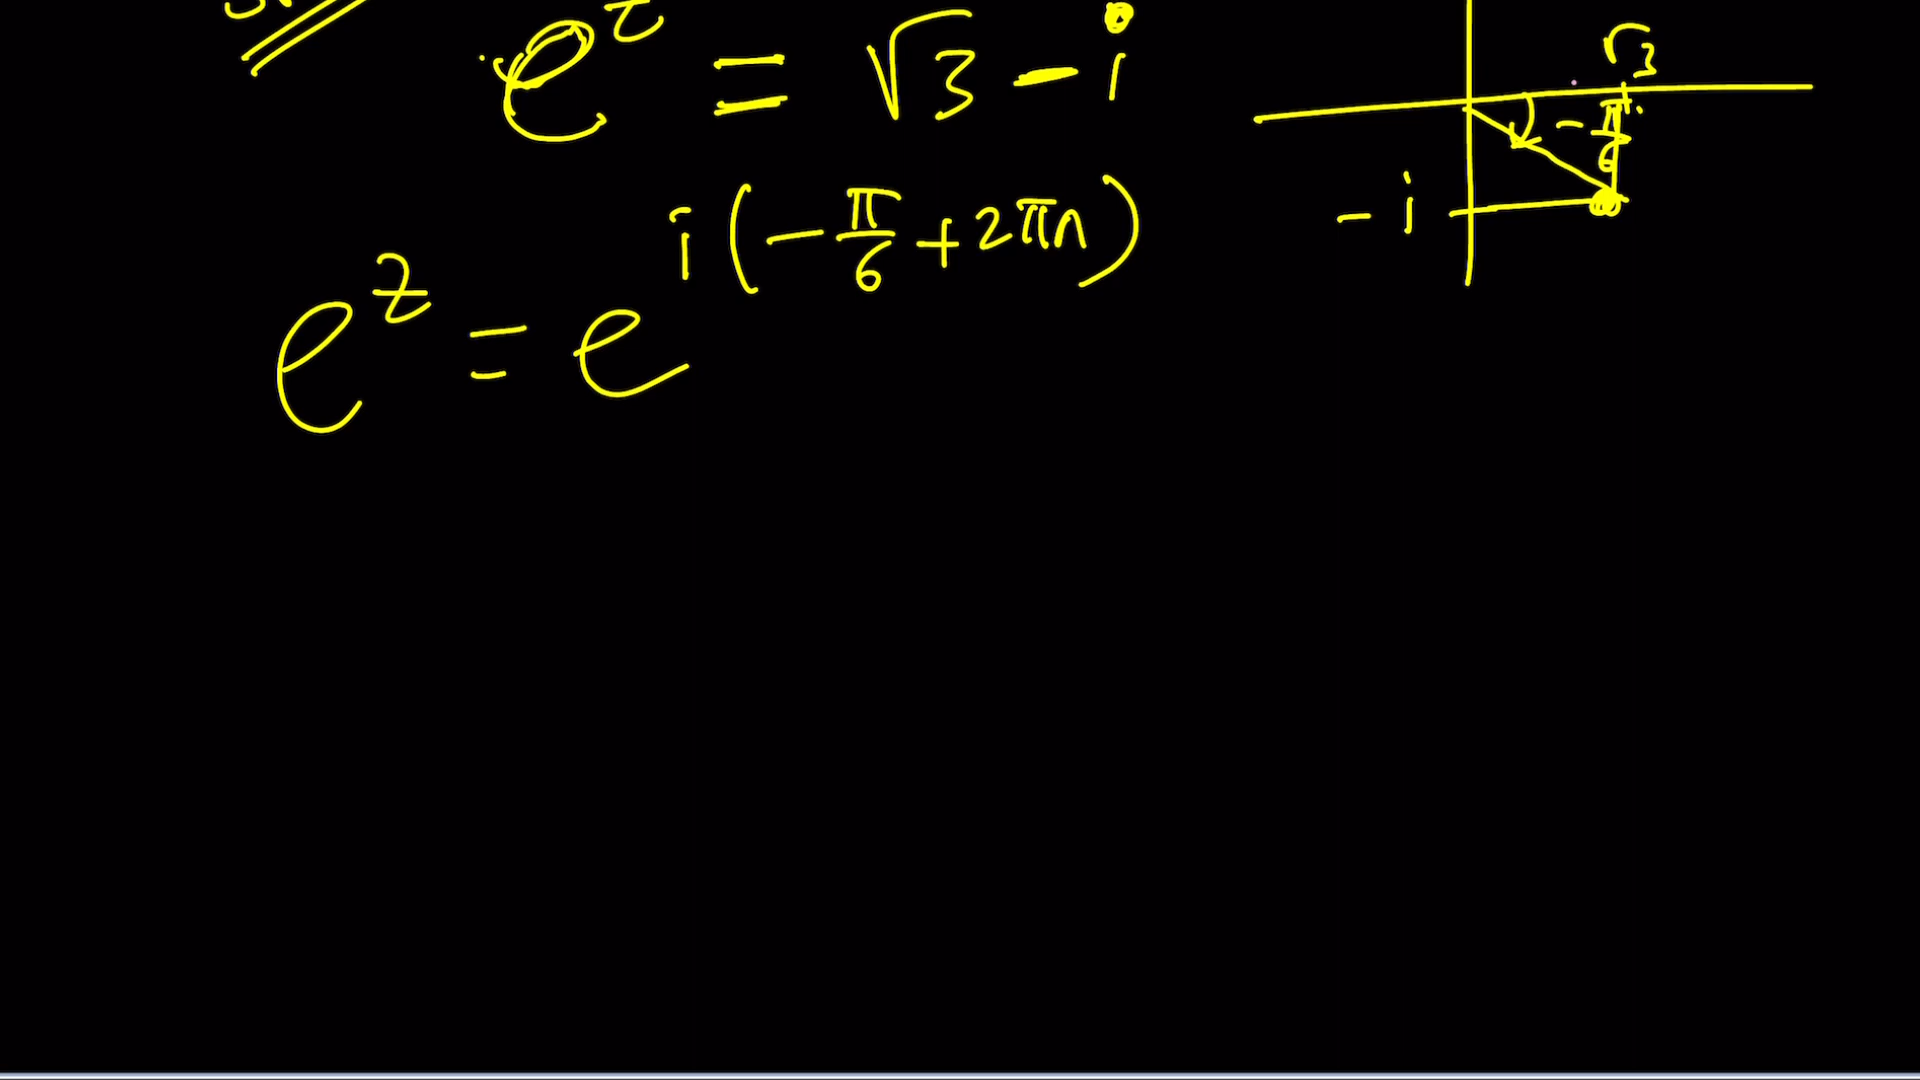 e^z = √3 - i
e^z = e^{i(-π/6 + 2πn)}
√3
-π/6
-i